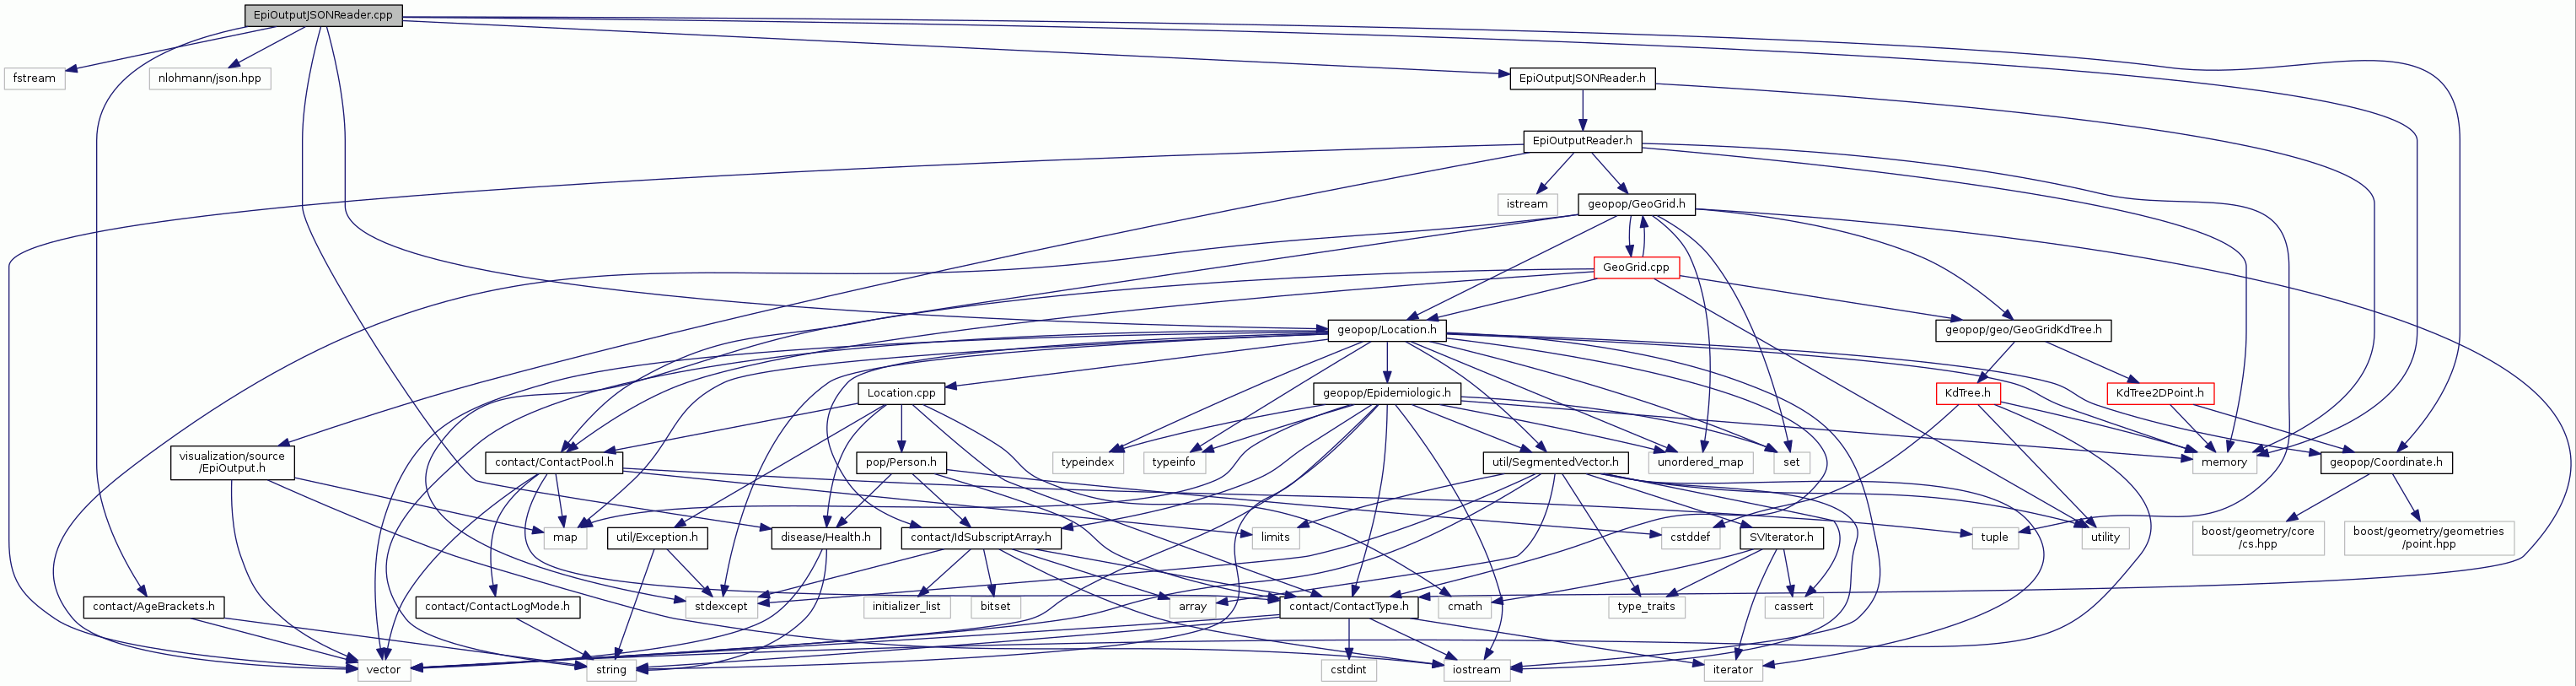 EpiOutputJSONReader.cpp
fstream
nlohmann/json.hpp
EpiOutputJSONReader.h
EpiOutputReader.h
istream
geopop/GeoGrid.h
GeoGrid.cpp
geopop/Location.h
geopop/geo/GeoGridKdTree.h
Location.cpp
geopop/Epidemiologic.h
KdTree.h
KdTree2DPoint.h
visualization/source
/EpiOutput.h
contact/ContactPool.h
pop/Person.h
typeindex
typeinfo
util/SegmentedVector.h
unordered_map
set
memory
geopop/Coordinate.h
map
util/Exception.h
disease/Health.h
contact/IdSubscriptArray.h
limits
cstddef
SVIterator.h
tuple
utility
boost/geometry/core
/cs.hpp
boost/geometry/geometries
/point.hpp
contact/AgeBrackets.h
contact/ContactLogMode.h
stdexcept
initializer_list
bitset
array
contact/ContactType.h
cmath
type_traits
cassert
vector
string
cstdint
iostream
iterator